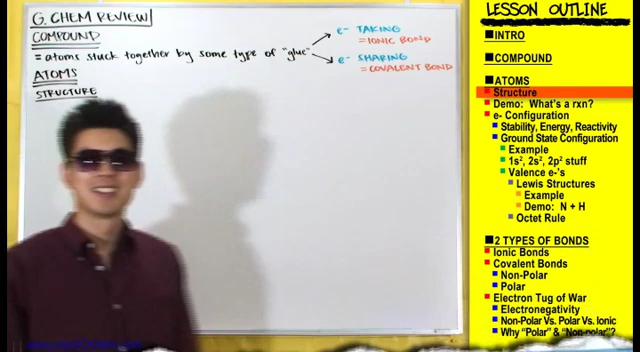 G. CHEM REVIEW
COMPOUND
= atoms stuck together by some type of "glue"
e- TAKING
= IONIC BOND
e- SHARING
= COVALENT BOND
ATOMS
STRUCTURE
LESSON OUTLINE
INTRO
COMPOUND
ATOMS
Structure
Demo: What's a rxn?
e- Configuration
Stability, Energy, Reactivity
Ground State Configuration
Example
1s², 2s², 2p² stuff
Valence e-'s
Lewis Structures
Example
Demo: N + H
Octet Rule
2 TYPES OF BONDS
Ionic Bonds
Covalent Bonds
Non-Polar
Polar
Electron Tug of War
Electronegativity
Non-Polar Vs. Polar Vs. Ionic
Why "Polar" & "Non-polar"?